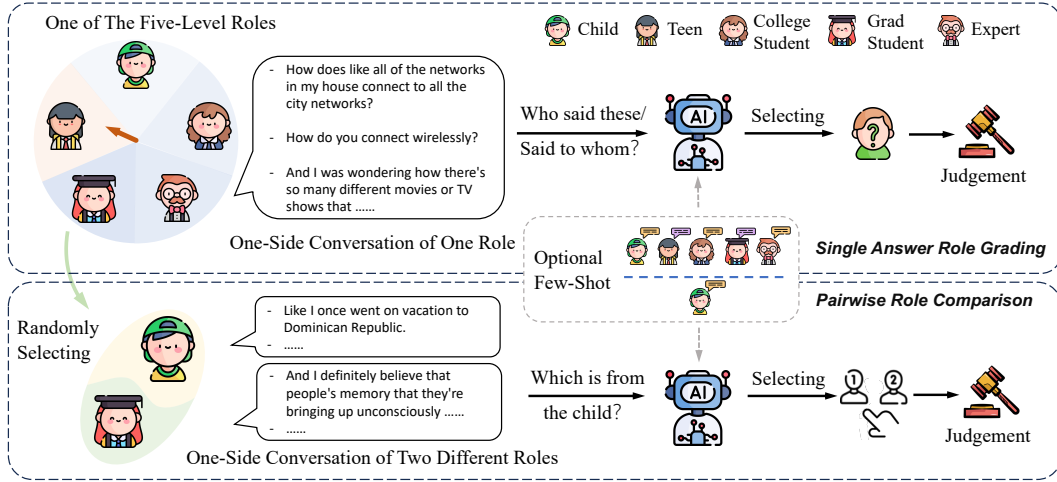 One of The Five-Level Roles
Child
Teen
College
Student
Grad
Student
Expert
- How does like all of the networks
in my house connect to all the
city networks?
- How do you connect wirelessly?
- And I was wondering how there's
so many different movies or TV
shows that ......
One-Side Conversation of One Role
Who said these/
Said to whom?
AI
Selecting
?
Judgement
Single Answer Role Grading
Optional
Few-Shot
Pairwise Role Comparison
Randomly
Selecting
- Like I once went on vacation to
Dominican Republic.
- ......
- And I definitely believe that
people's memory that they're
bringing up unconsciously ......
- ......
One-Side Conversation of Two Different Roles
Which is from
the child?
AI
Selecting
1 2
Judgement